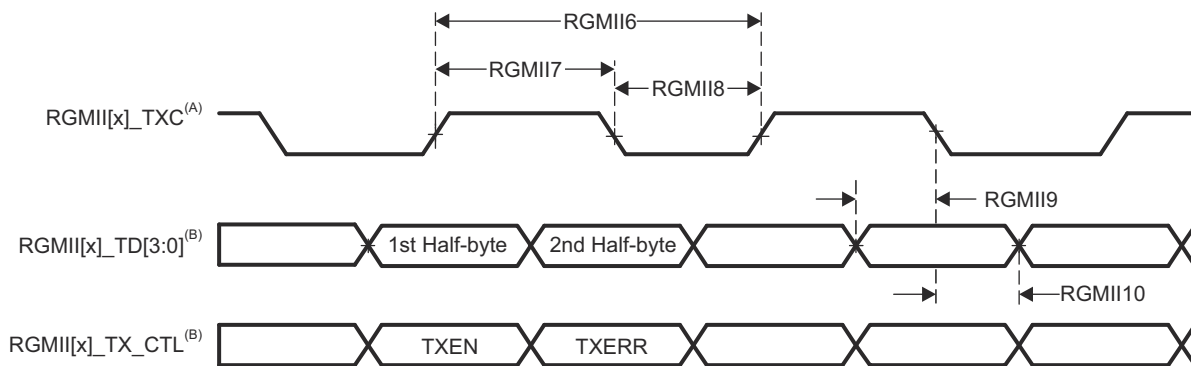 RGMII6
RGMII7
RGMII8
RGMII[x]_TXC(A)
RGMII9
RGMII[x]_TD[3:0](B)
1st Half-byte
2nd Half-byte
RGMII10
RGMII[x]_TX_CTL(B)
TXEN
TXERR